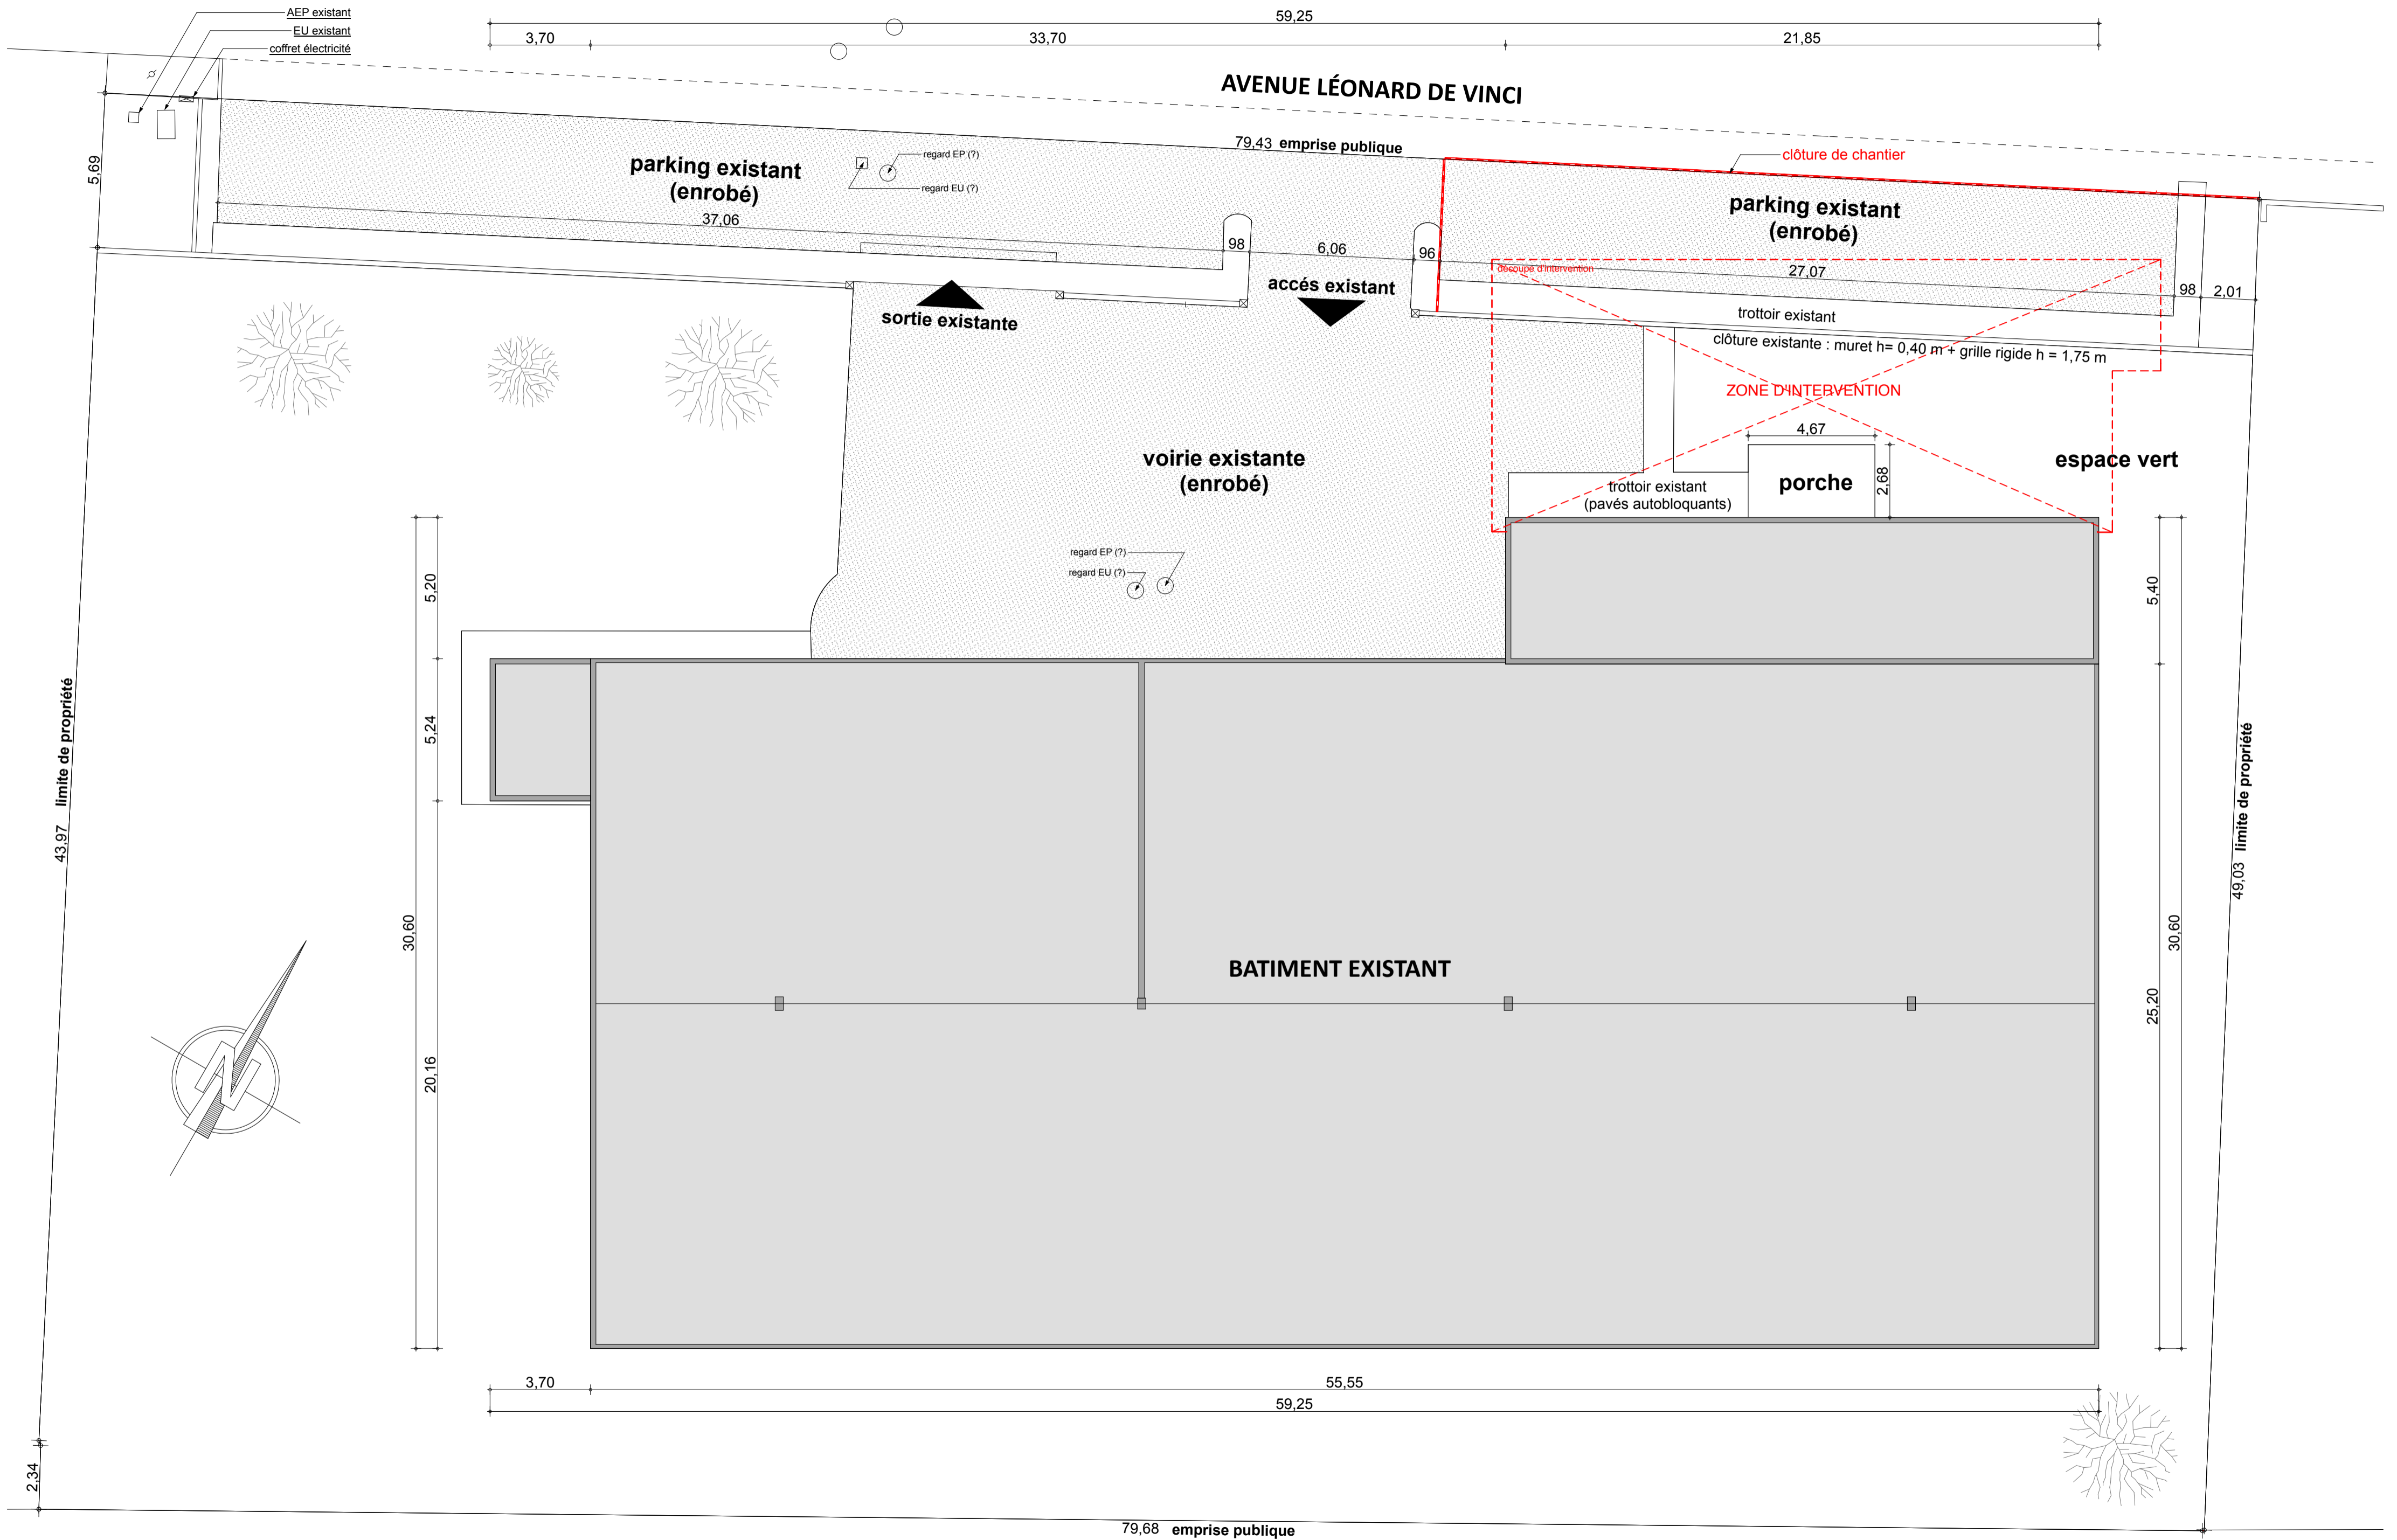 AEP existant
EU existant
coffret électricité
59,25
3,70
33,70
21,85
AVENUE LÉONARD DE VINCI
79,43 emprise publique
clôture de chantier
5,69
parking existant
(enrobé)
regard EP (?)
regard EU (?)
37,06
98
6,06
96
parking existant
(enrobé)
découpe d'intervention
27,07
98
2,01
accés existant
sortie existante
trottoir existant
clôture existante : muret h= 0,40 m + grille rigide h = 1,75 m
ZONE D'INTERVENTION
4,67
2,68
porche
espace vert
voirie existante
(enrobé)
trottoir existant
(pavés autobloquants)
regard EP (?)
regard EU (?)
5,20
5,24
30,60
20,16
5,40
25,20
30,60
43,97 limite de propriété
49,03 limite de propriété
BATIMENT EXISTANT
N
3,70
55,55
59,25
2,34
79,68 emprise publique